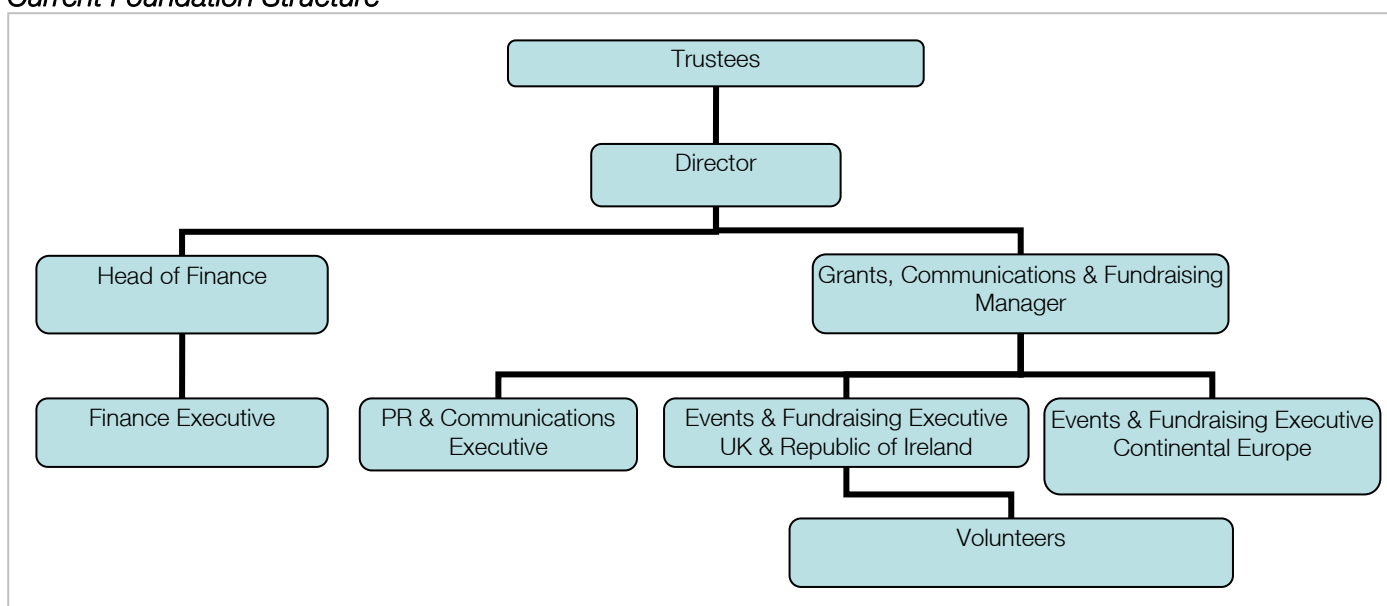 Current Foundation Structure
Trustees
Director
Head of Finance
Grants, Communications & Fundraising
Manager
Finance Executive
PR & Communications
Executive
Events & Fundraising Executive
UK & Republic of Ireland
Events & Fundraising Executive
Continental Europe
Volunteers